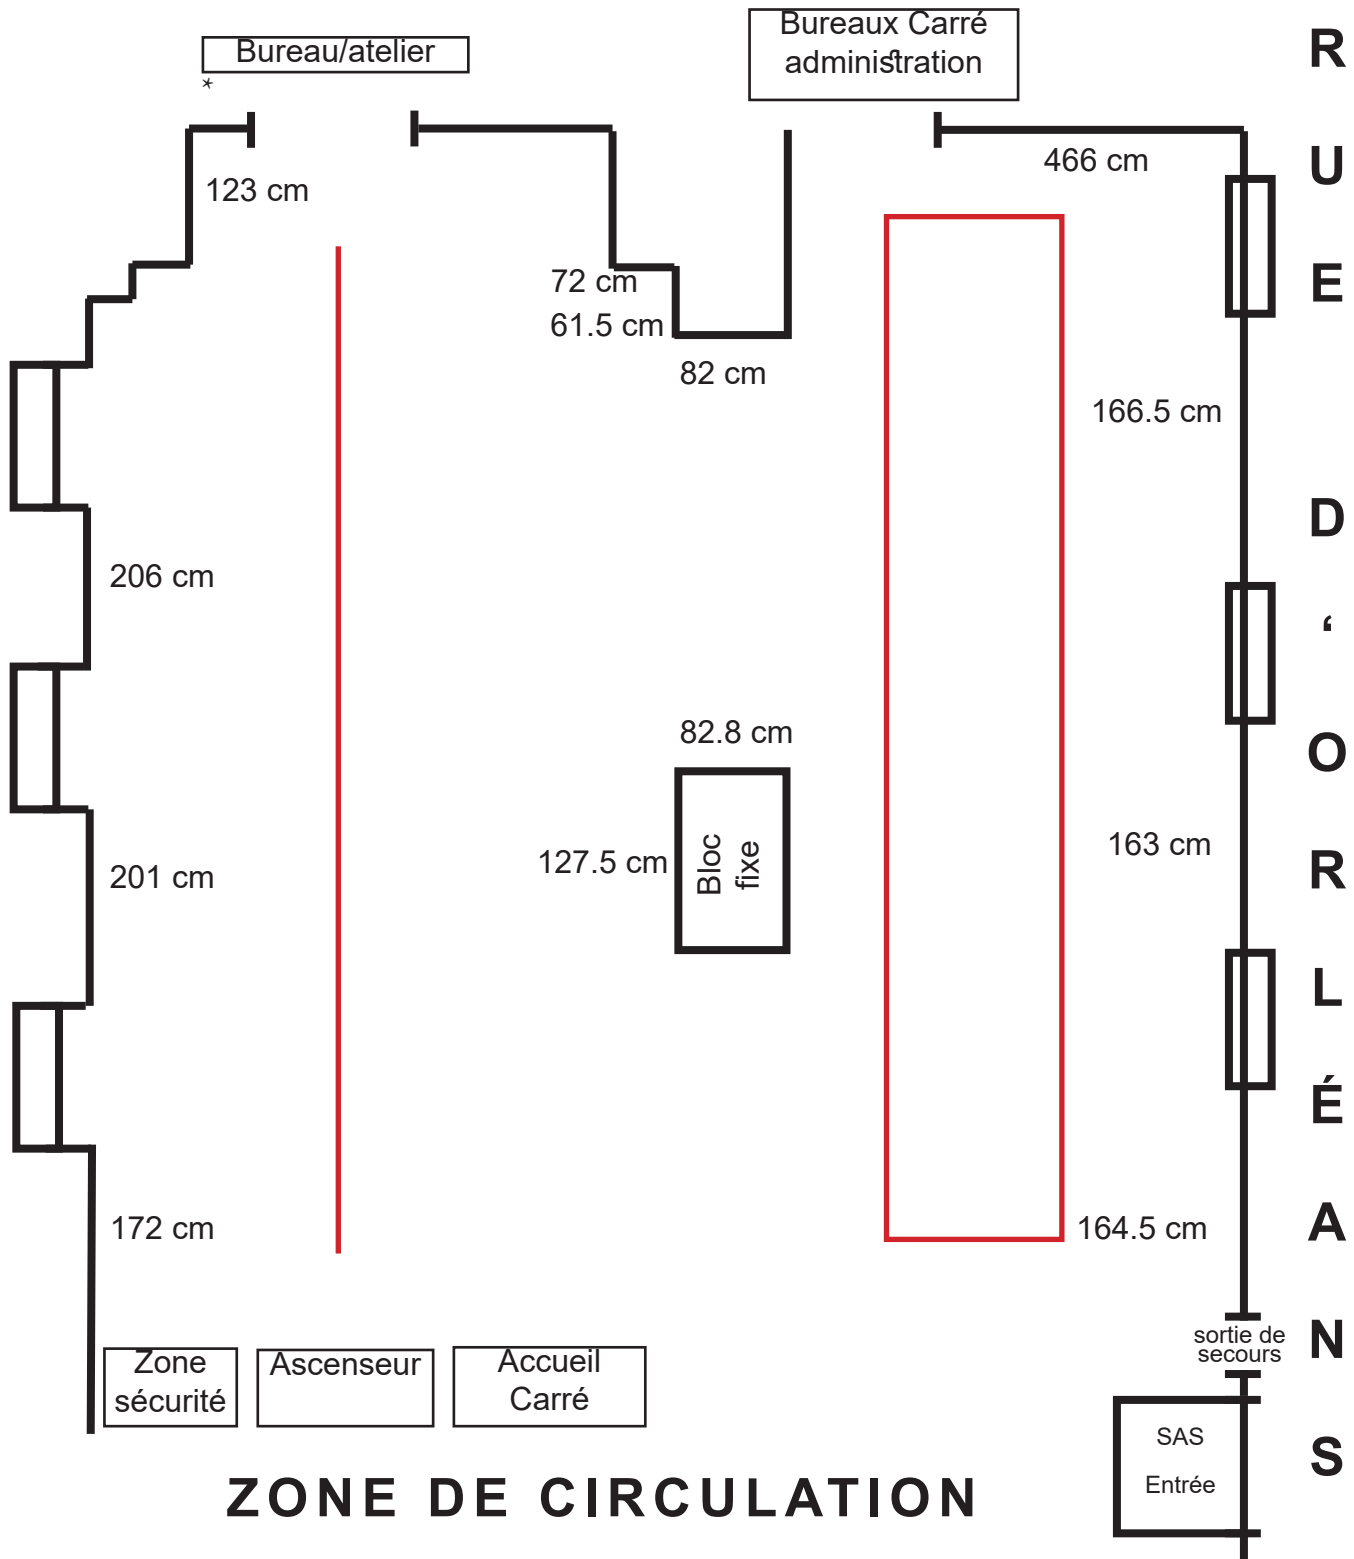 Bureau/atelier
*
Bureaux Carré
administration
466 cm
123 cm
72 cm
61.5 cm
82 cm
166.5 cm
206 cm
82.8 cm
127.5 cm
Bloc
fixe
163 cm
201 cm
172 cm
164.5 cm
sortie de
secours
Zone
sécurité
Ascenseur
Accueil
Carré
SAS
Entrée
ZONE DE CIRCULATION
RUE D‘ORLÉANS